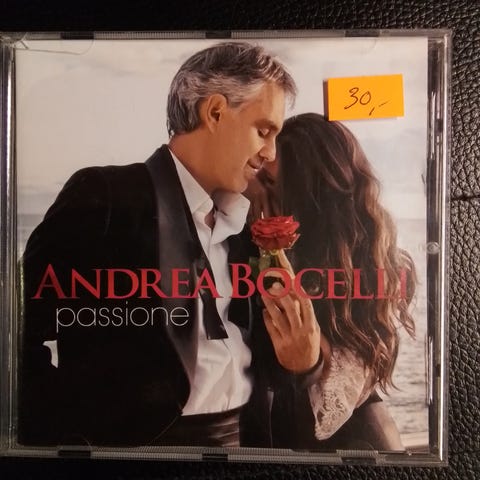 30,-
ANDREA BOCELLI
passione